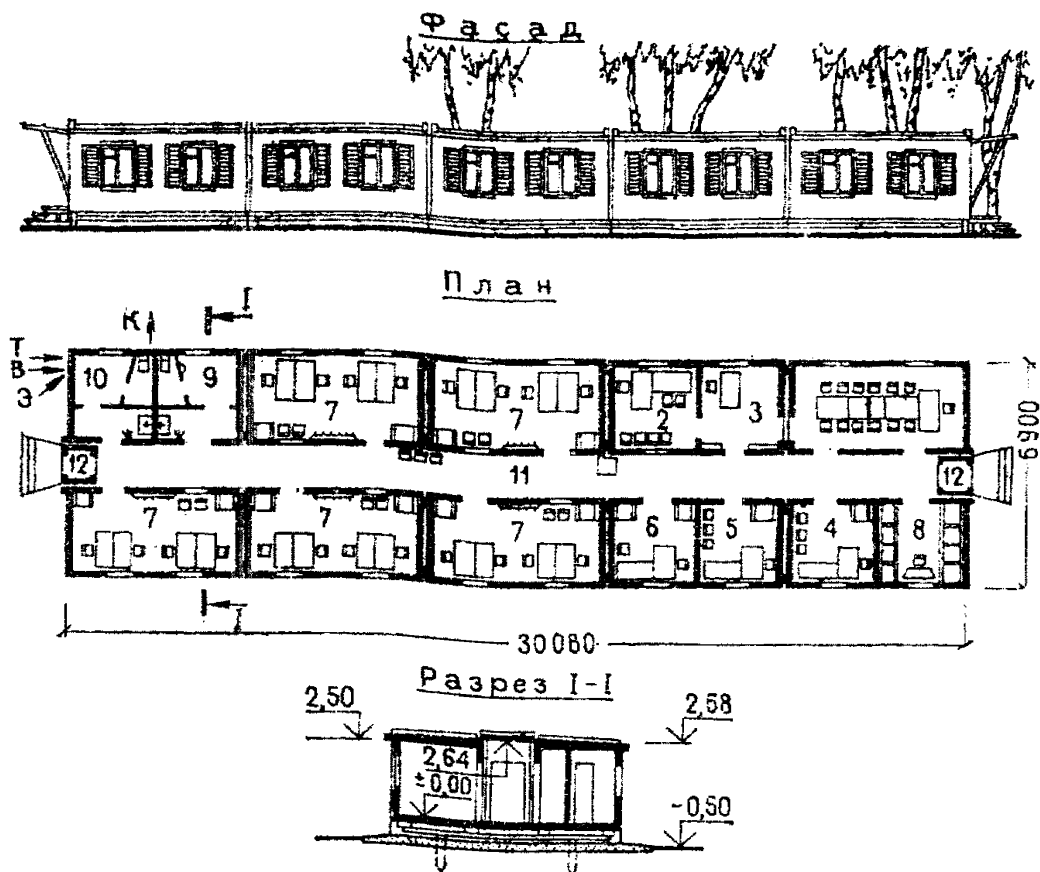 Фасад
План
К I
Т
В
Э
10 9 7 7 2 3
12 11 12
7 7 7 6 5 4 8
I
6900
30080
Разрез I-I
2,50
2,58
2,64
±0,00
-0,50